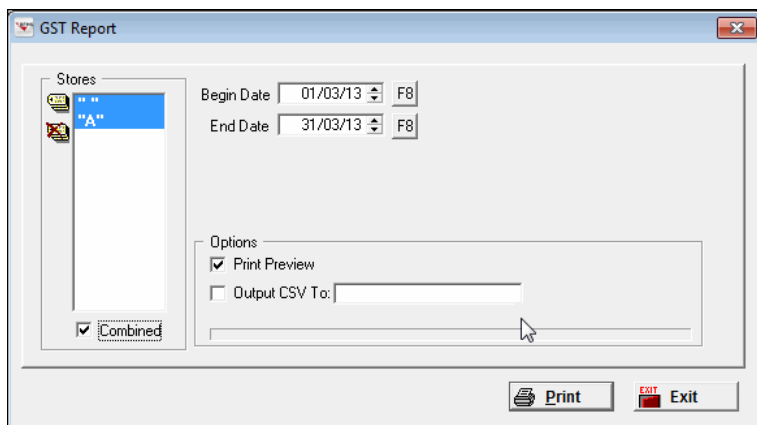 GST Report
Stores
" "
"A"
Combined
Begin Date 01/03/13 F8
End Date 31/03/13 F8
Options
Print Preview
Output CSV To:
Print
EXIT Exit